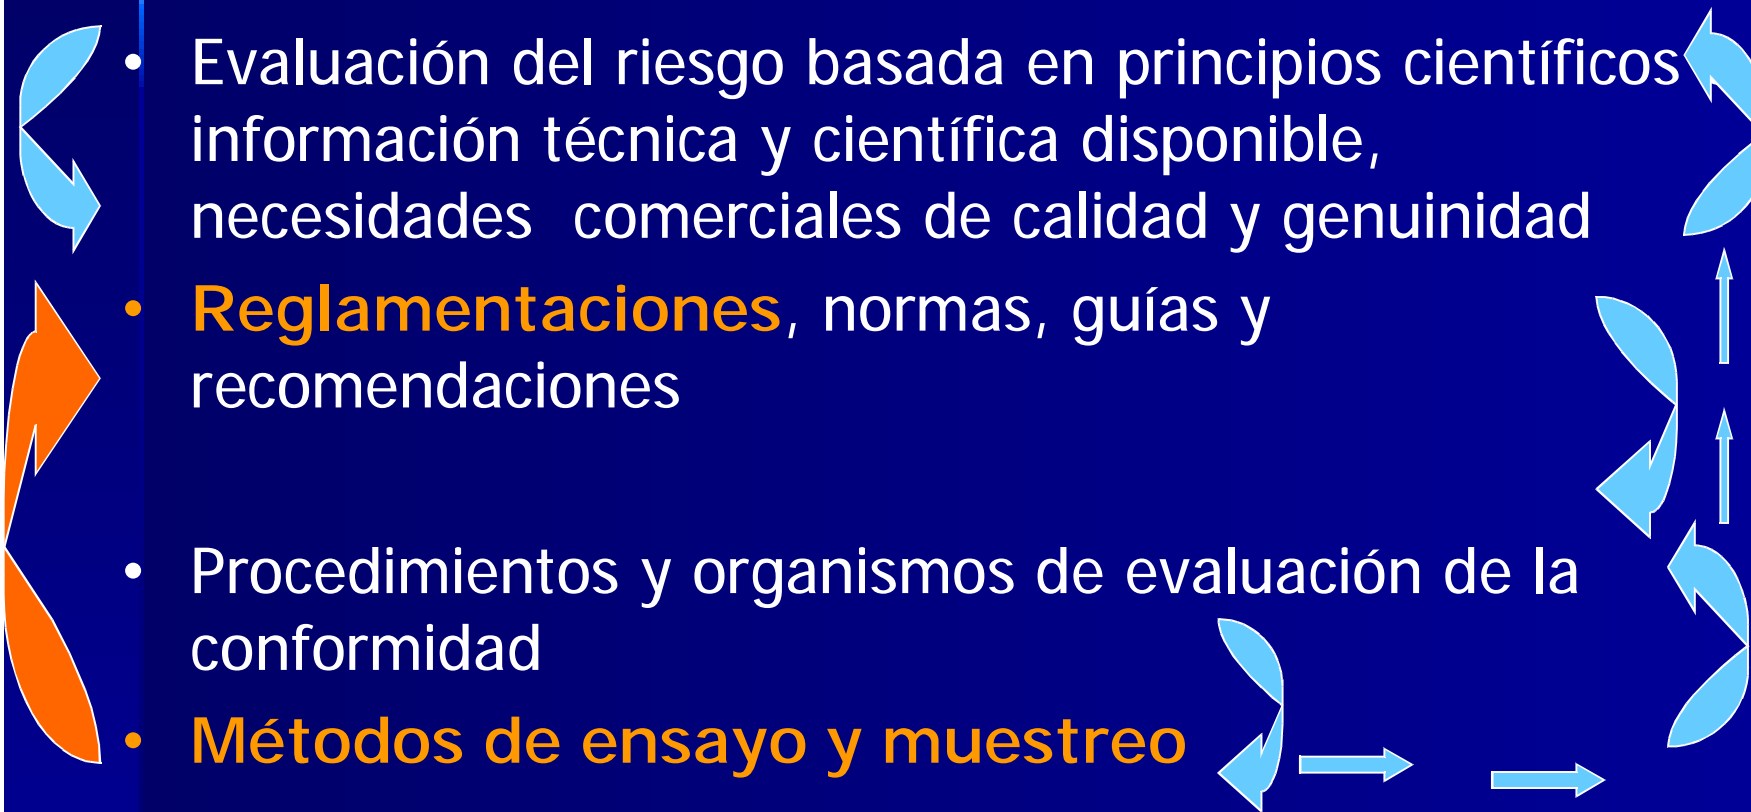 • Evaluación del riesgo basada en principios científicos
información técnica y científica disponible,
necesidades  comerciales de calidad y genuinidad
• Reglamentaciones, normas, guías y
recomendaciones
• Procedimientos y organismos de evaluación de la
conformidad
• Métodos de ensayo y muestreo